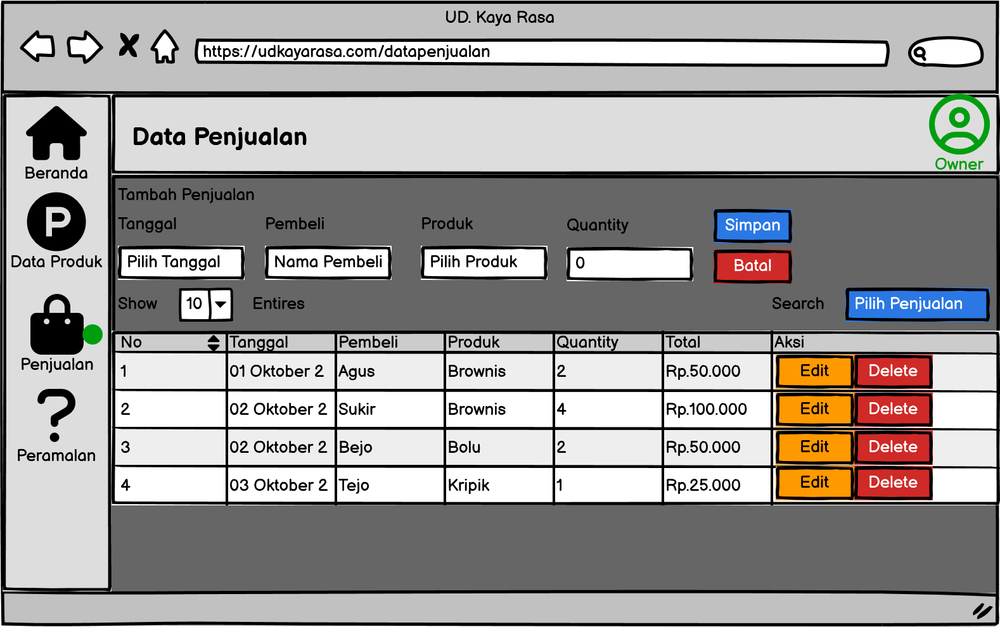 UD. Kaya Rasa
https://udkayarasa.com/datapenjualan
Beranda
P
Data Produk
Penjualan
?
Peramalan
Data Penjualan
Owner
Tambah Penjualan
Tanggal Pembeli Produk Quantity Simpan
Pilih Tanggal Nama Pembeli Pilih Produk 0 Batal
Show 10 Entires Search Pilih Penjualan
No Tanggal Pembeli Produk Quantity Total Aksi
1 01 Oktober 2 Agus Brownis 2 Rp.50.000 Edit Delete
2 02 Oktober 2 Sukir Brownis 4 Rp.100.000 Edit Delete
3 02 Oktober 2 Bejo Bolu 2 Rp.50.000 Edit Delete
4 03 Oktober 2 Tejo Kripik 1 Rp.25.000 Edit Delete